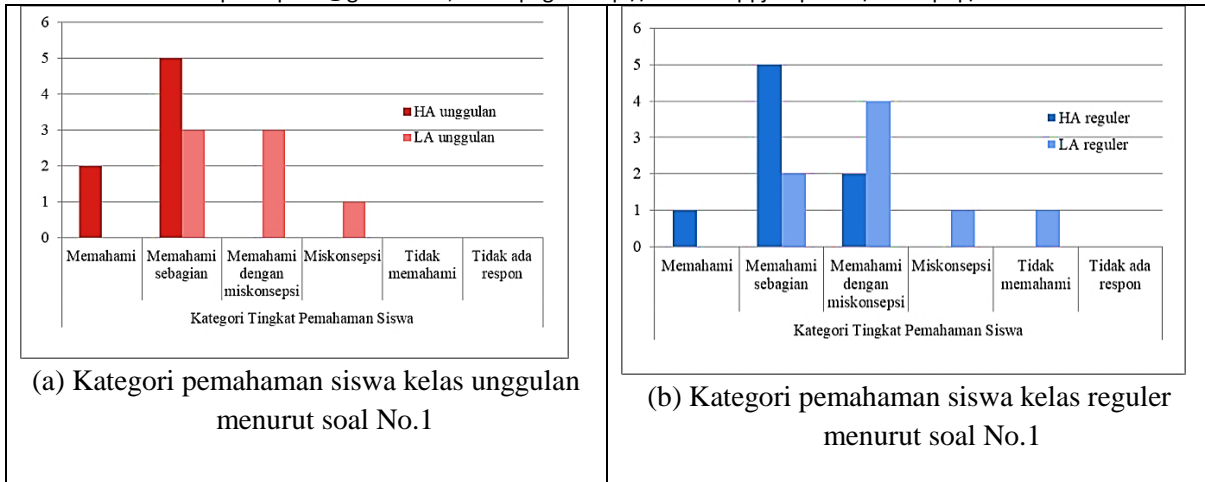 6
5
4
3
2
1
0
HA unggulan
LA unggulan
Memahami
Memahami
sebagian
Memahami
dengan
miskonsepsi
Miskonsepsi
Tidak
memahami
Tidak ada
respon
Kategori Tingkat Pemahaman Siswa
(a) Kategori pemahaman siswa kelas unggulan
menurut soal No.1
6
5
4
3
2
1
0
HA reguler
LA reguler
Memahami
Memahami
sebagian
Memahami
dengan
miskonsepsi
Miskonsepsi
Tidak
memahami
Tidak ada
respon
Kategori Tingkat Pemahaman Siswa
(b) Kategori pemahaman siswa kelas reguler
menurut soal No.1